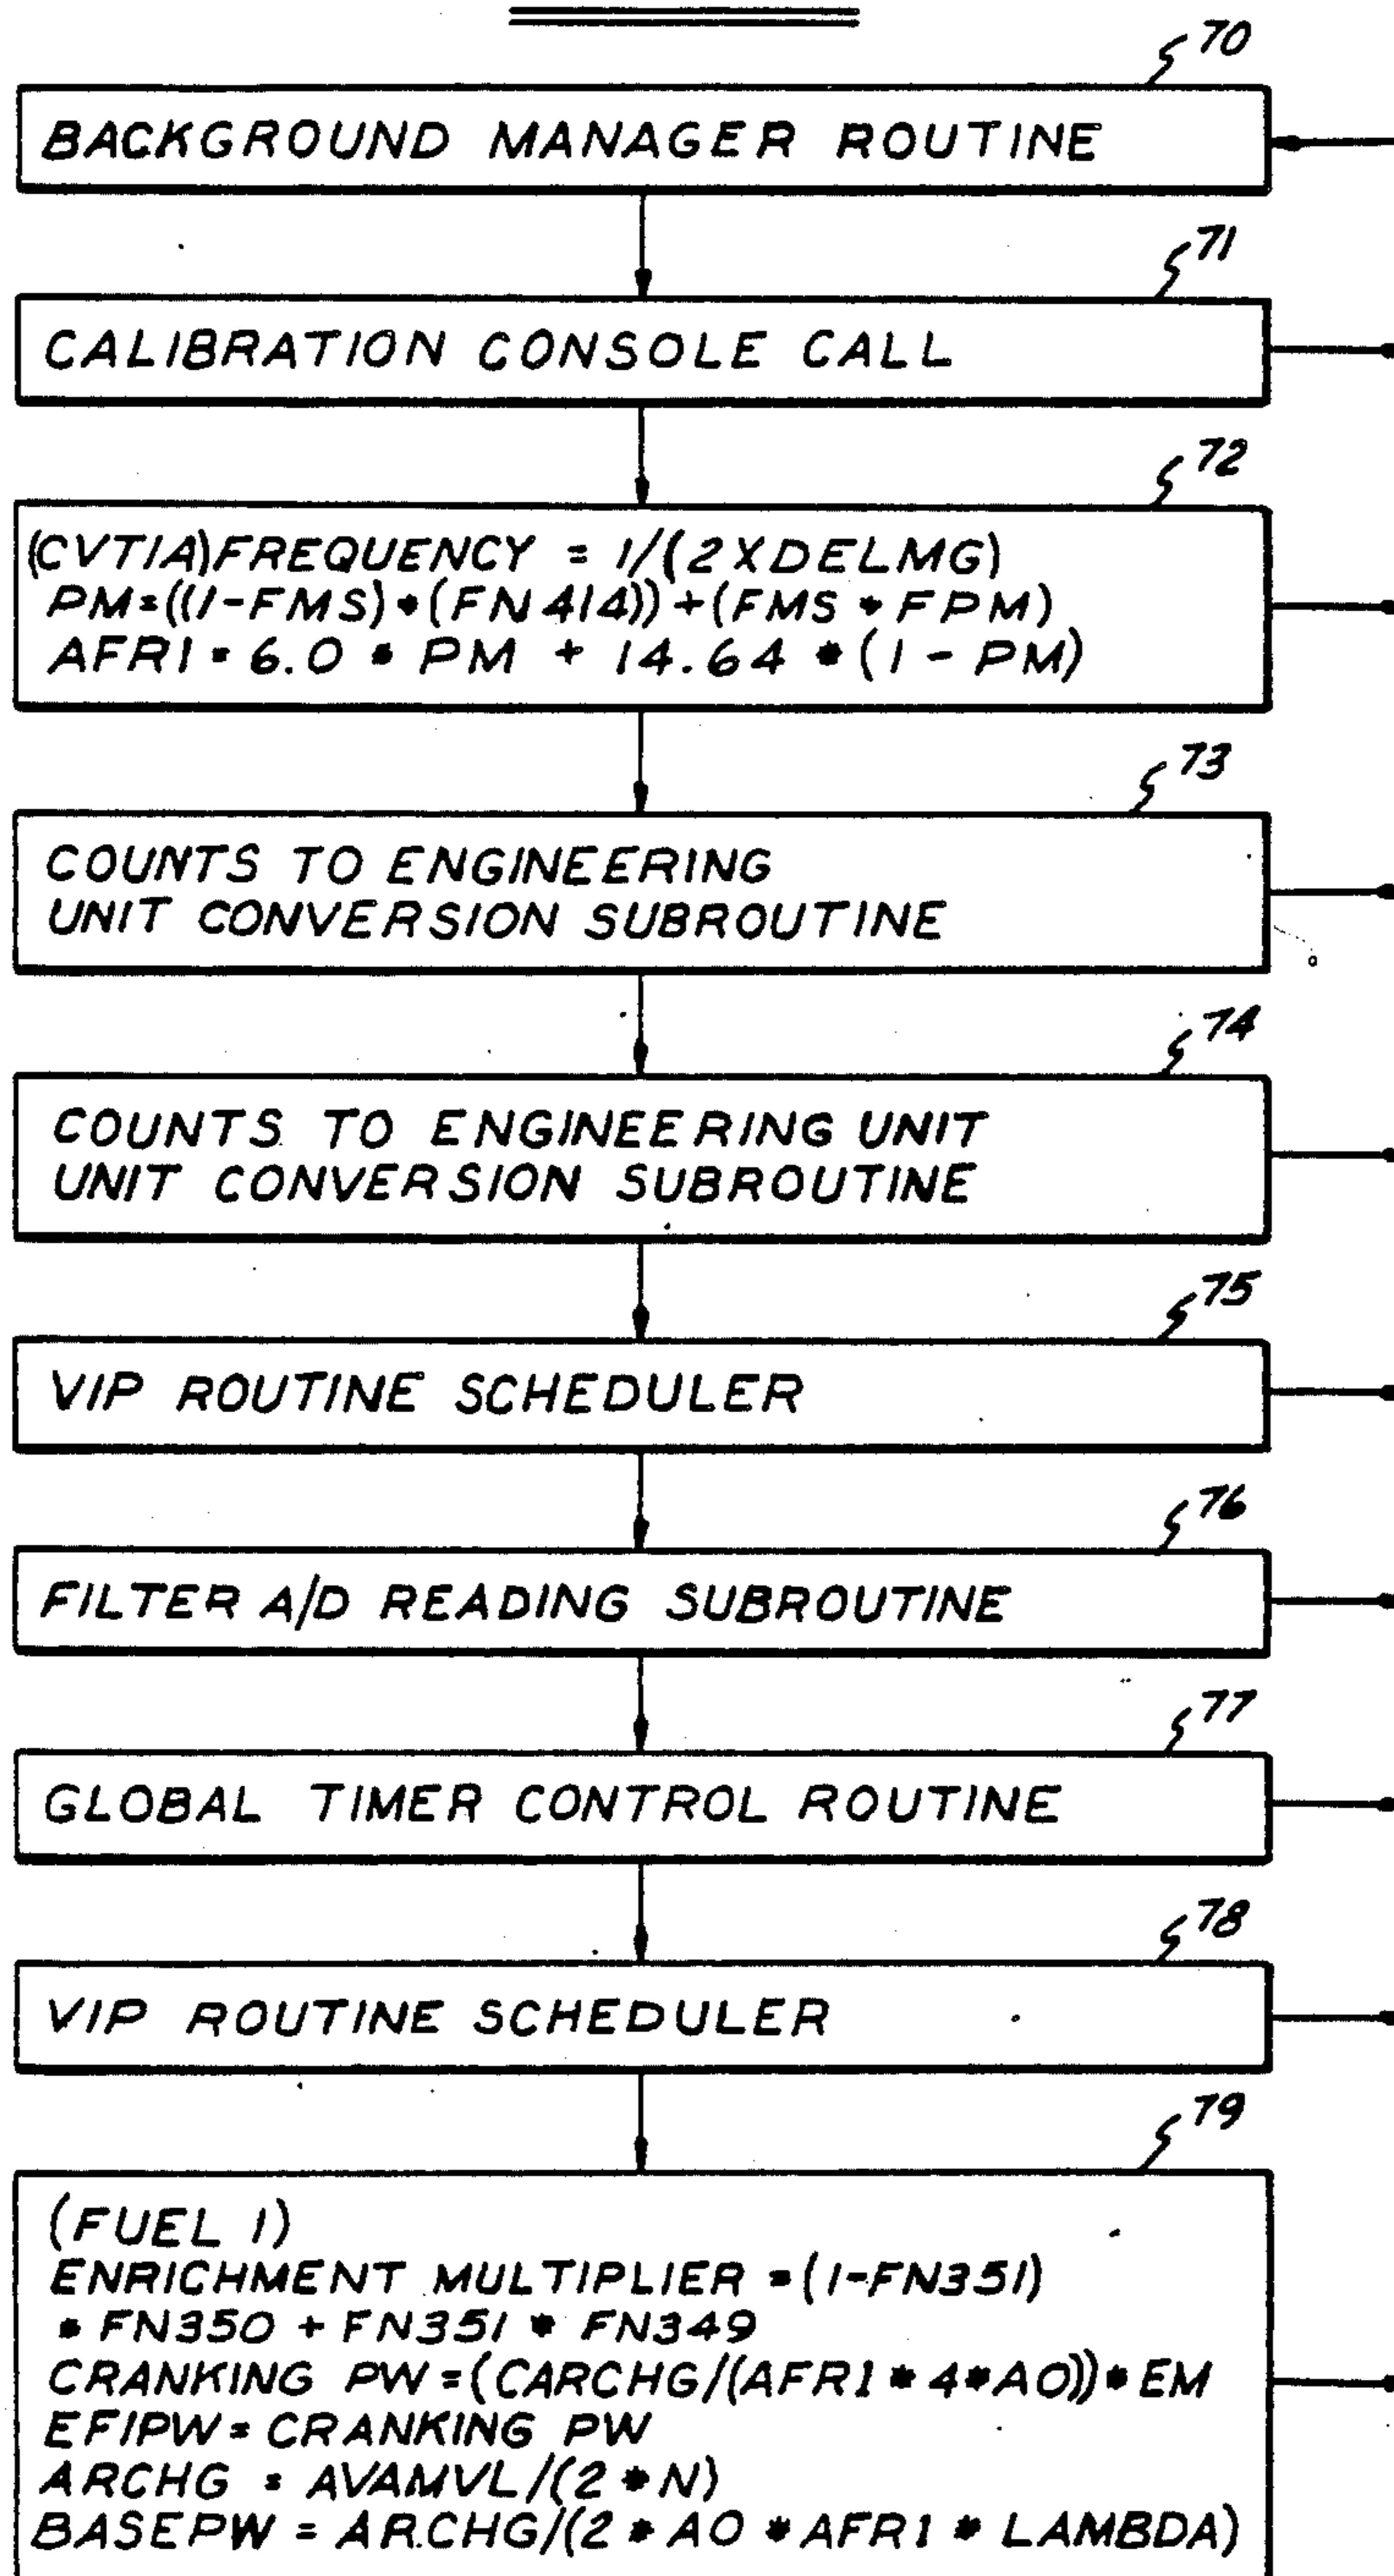 70
BACKGROUND MANAGER ROUTINE
71
CALIBRATION CONSOLE CALL
72
(CVTIA)FREQUENCY = 1/(2XDELMG)
PM=((1-FMS)*(FN414))+(FMS*FPM)
AFR1=6.0 * PM + 14.64 * (1 - PM)
73
COUNTS TO ENGINEERING
UNIT CONVERSION SUBROUTINE
74
COUNTS TO ENGINEERING UNIT
UNIT CONVERSION SUBROUTINE
75
VIP ROUTINE SCHEDULER
76
FILTER A/D READING SUBROUTINE
77
GLOBAL TIMER CONTROL ROUTINE
78
VIP ROUTINE SCHEDULER
79
(FUEL 1)
ENRICHMENT MULTIPLIER =(1-FN351)
* FN350 + FN351 * FN349
CRANKING PW=(CARCHG/(AFR1*4*AO))*EM
EFIPW= CRANKING PW
ARCHG = AVAMVL/(2*N)
BASEPW = ARCHG/(2*AO*AFR1* LAMBDA)